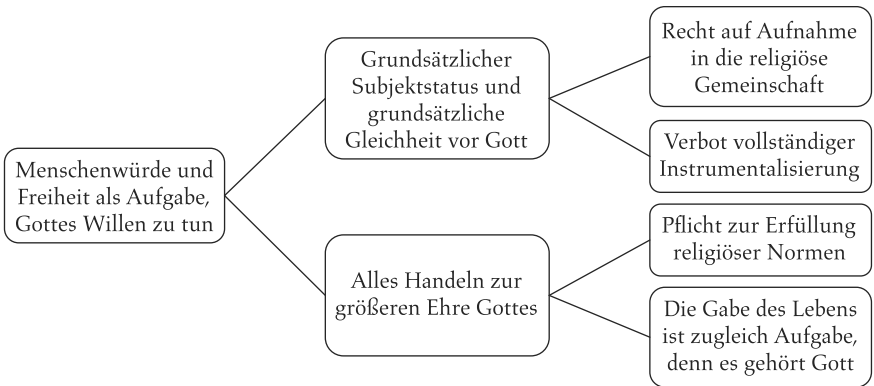 Menschenwürde und
Freiheit als Aufgabe,
Gottes Willen zu tun
Grundsätzlicher
Subjektstatus und
grundsätzliche
Gleichheit vor Gott
Alles Handeln zur
größeren Ehre Gottes
Recht auf Aufnahme
in die religiöse
Gemeinschaft
Verbot vollständiger
Instrumentalisierung
Pflicht zur Erfüllung
religiöser Normen
Die Gabe des Lebens
ist zugleich Aufgabe,
denn es gehört Gott